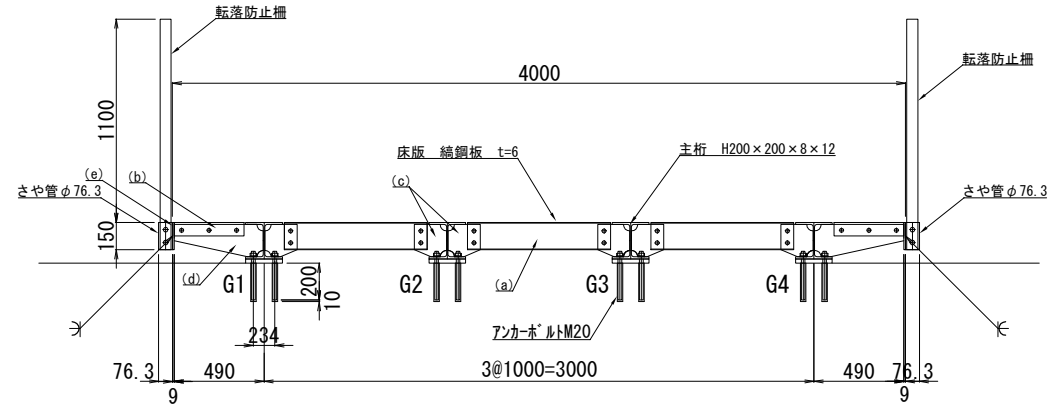 転落防止柵
転落防止柵
4000
1100
床版 縞鋼板 t=6
主桁 H200×200×8×12
(e)
(b)
(c)
さや管φ76.3
さや管φ76.3
150
(d)
G1
G2
(a)
G3
G4
200
10
アンカーボルトM20
234
76.3
490
3@1000=3000
490
76.3
9
9